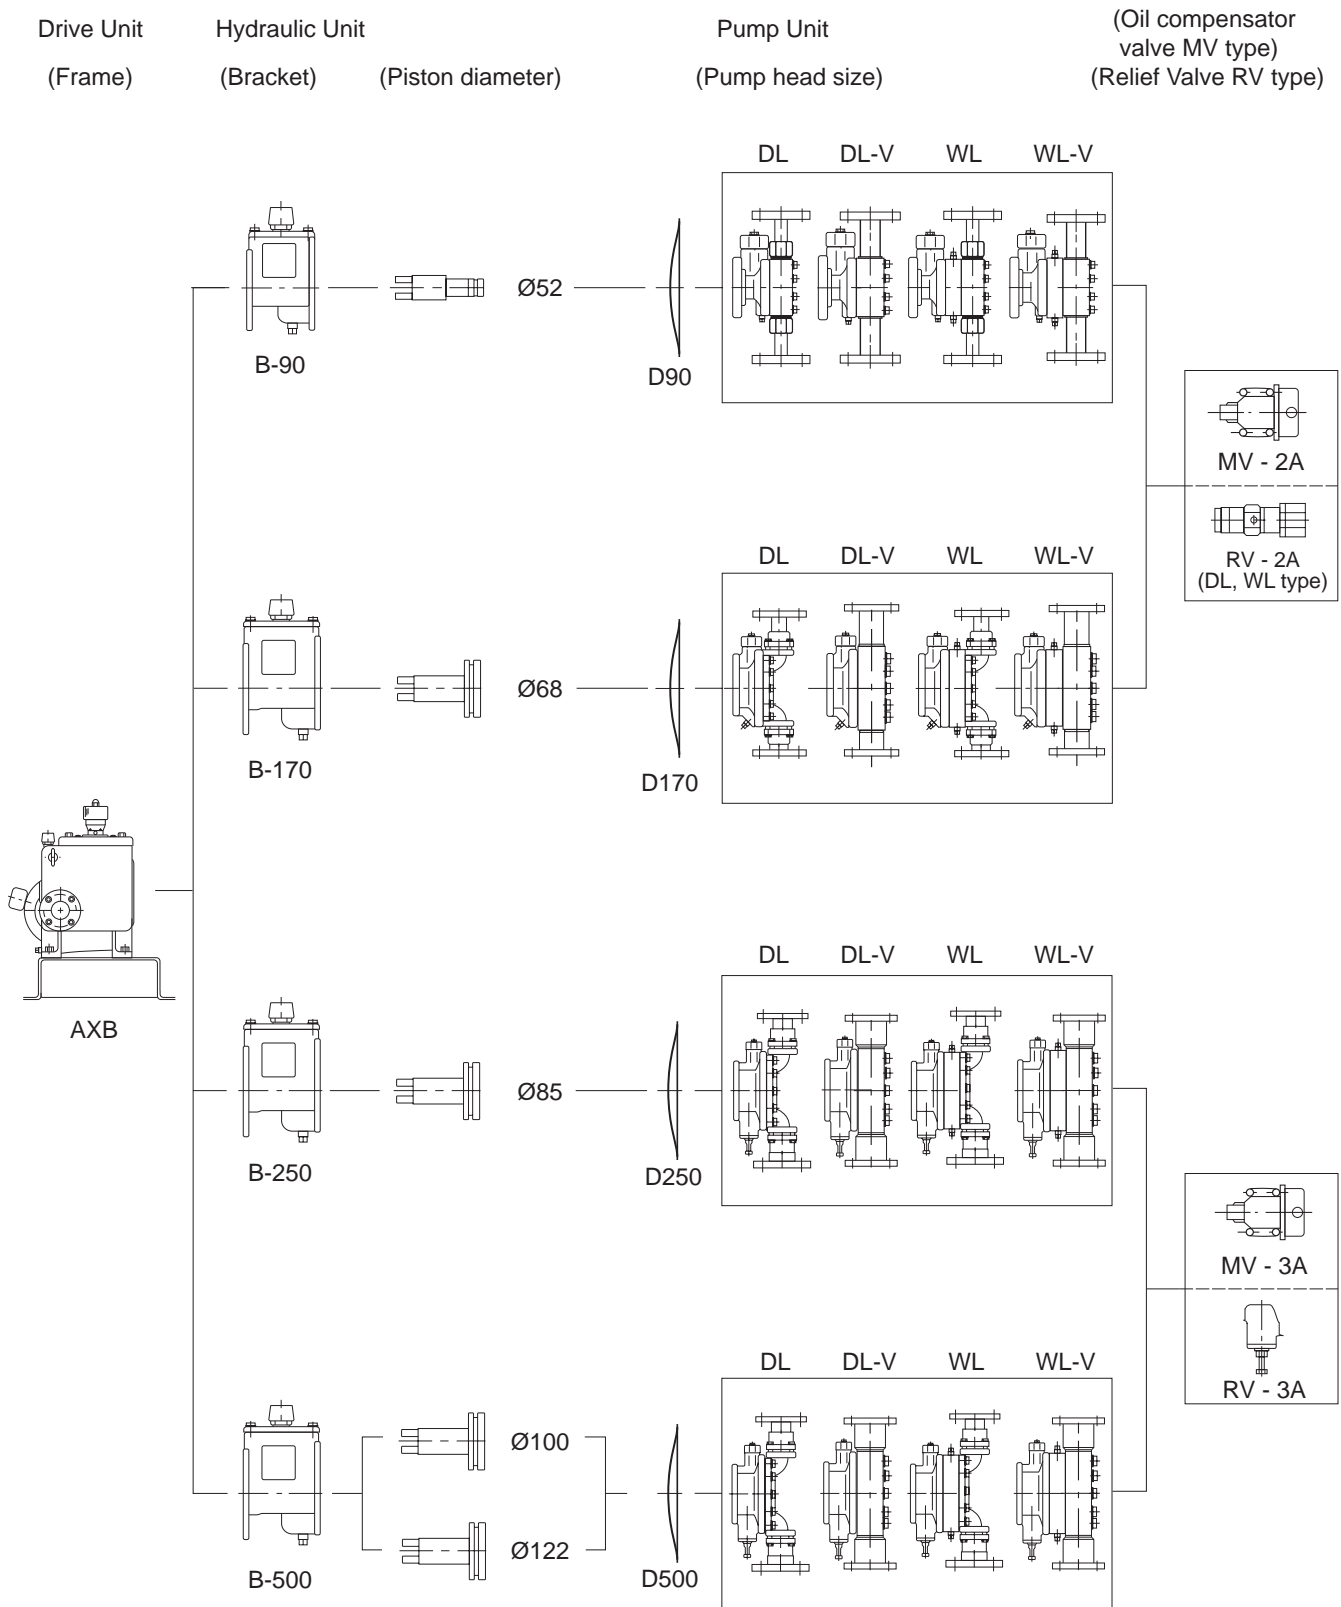 Drive Unit
(Frame)
Hydraulic Unit
(Bracket)
(Piston diameter)
Pump Unit
(Pump head size)
(Oil compensator
valve MV type)
(Relief Valve RV type)
DL DL-V WL WL-V
B-90
Ø52
D90
DL DL-V WL WL-V
B-170
Ø68
D170
MV - 2A
RV - 2A
(DL, WL type)
AXB
DL DL-V WL WL-V
B-250
Ø85
D250
DL DL-V WL WL-V
B-500
Ø100
Ø122
D500
MV - 3A
RV - 3A